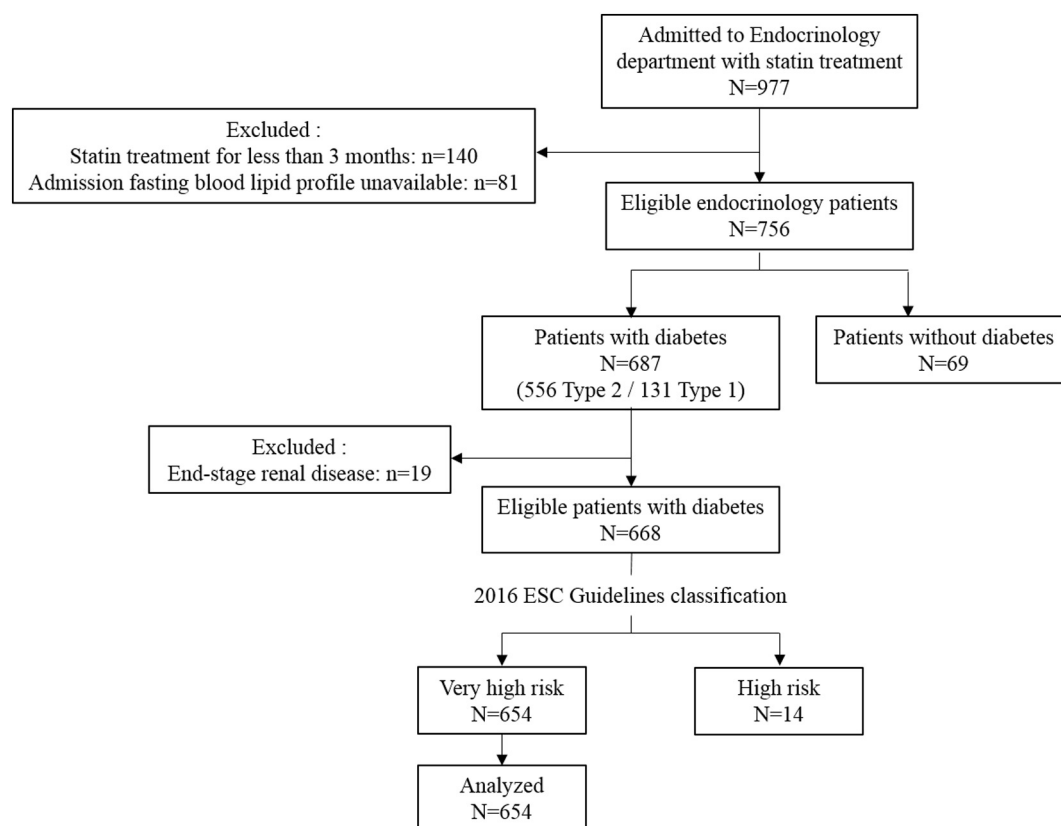 Admitted to Endocrinology
department with statin treatment
N=977
Excluded :
Statin treatment for less than 3 months: n=140
Admission fasting blood lipid profile unavailable: n=81
Eligible endocrinology patients
N=756
Patients with diabetes
N=687
(556 Type 2 / 131 Type 1)
Patients without diabetes
N=69
Excluded :
End-stage renal disease: n=19
Eligible patients with diabetes
N=668
2016 ESC Guidelines classification
Very high risk
N=654
High risk
N=14
Analyzed
N=654